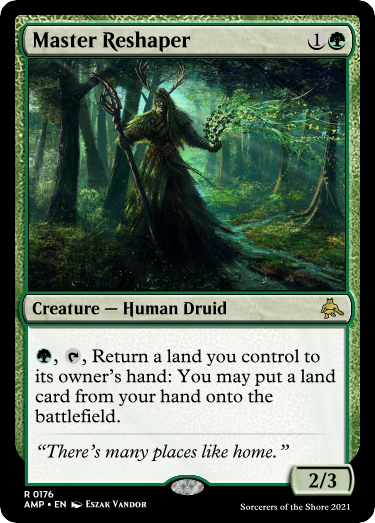 Master Reshaper 1
Creature — Human Druid
, , Return a land you control to
its owner's hand: You may put a land
card from your hand onto the
battlefield.
“There's many places like home.”
2/3
R 0176
AMP • EN Eszak Vandor
Sorcerers of the Shore 2021